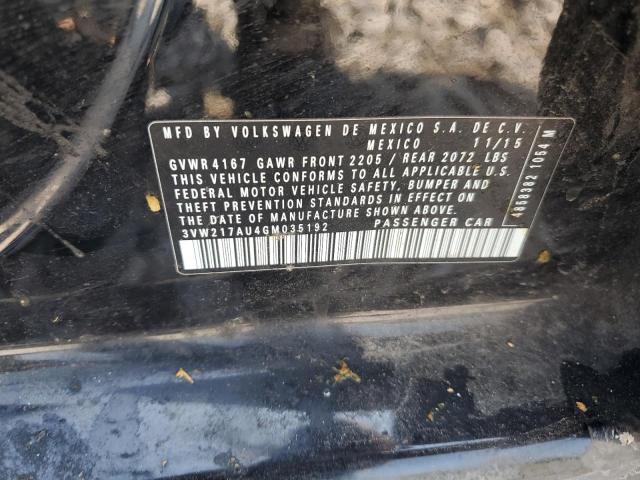 MFD BY VOLKSWAGEN DE MEXICO S.A. DE C.V.
MEXICO 11/15
GVWR 4167 GAWR FRONT 2205 / REAR 2072 LBS
THIS VEHICLE CONFORMS TO ALL APPLICABLE U.S.
FEDERAL MOTOR VEHICLE SAFETY, BUMPER AND
THEFT PREVENTION STANDARDS IN EFFECT ON
THE DATE OF MANUFACTURE SHOWN ABOVE.
3VW217AU4GM035192 PASSENGER CAR
4858382 T054 M